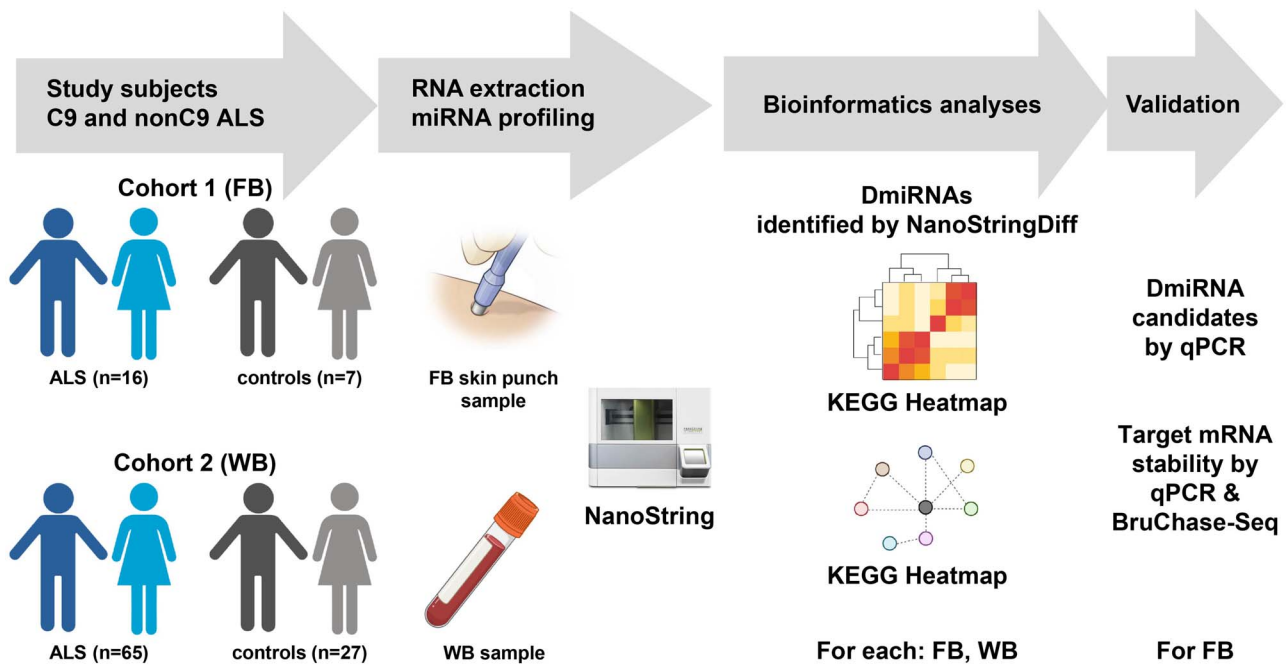 Study subjects
C9 and nonC9 ALS
RNA extraction
miRNA profiling
Bioinformatics analyses
Validation
Cohort 1 (FB)
ALS (n=16)
controls (n=7)
FB skin punch
sample
Cohort 2 (WB)
ALS (n=65)
controls (n=27)
WB sample
NanoString
DmiRNAs
identified by NanoStringDiff
KEGG Heatmap
KEGG Heatmap
For each: FB, WB
DmiRNA
candidates
by qPCR
Target mRNA
stability by
qPCR &
BruChase-Seq
For FB